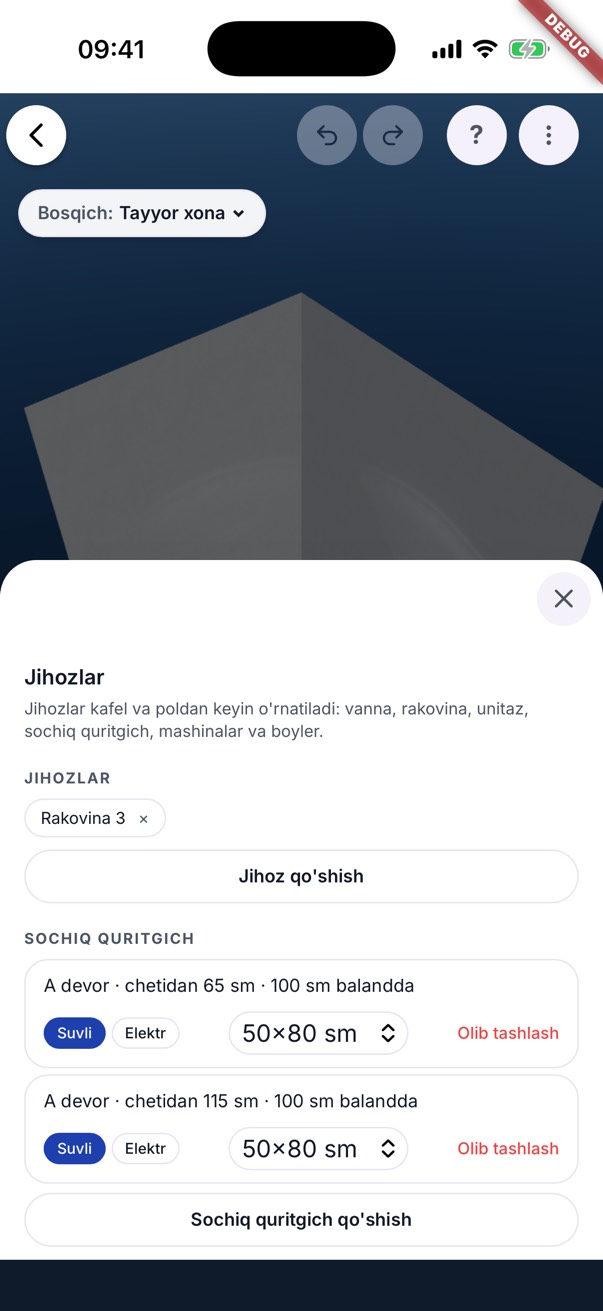 09:41
DEBUG
?
Bosqich: Tayyor xona
Jihozlar
Jihozlar kafel va poldan keyin o'rnatiladi: vanna, rakovina, unitaz,
sochiq quritgich, mashinalar va boyler.
JIHOZLAR
Rakovina 3 ×
Jihoz qo'shish
SOCHIQ QURITGICH
A devor · chetidan 65 sm · 100 sm balandda
Suvli Elektr 50×80 sm Olib tashlash
A devor · chetidan 115 sm · 100 sm balandda
Suvli Elektr 50×80 sm Olib tashlash
Sochiq quritgich qo'shish